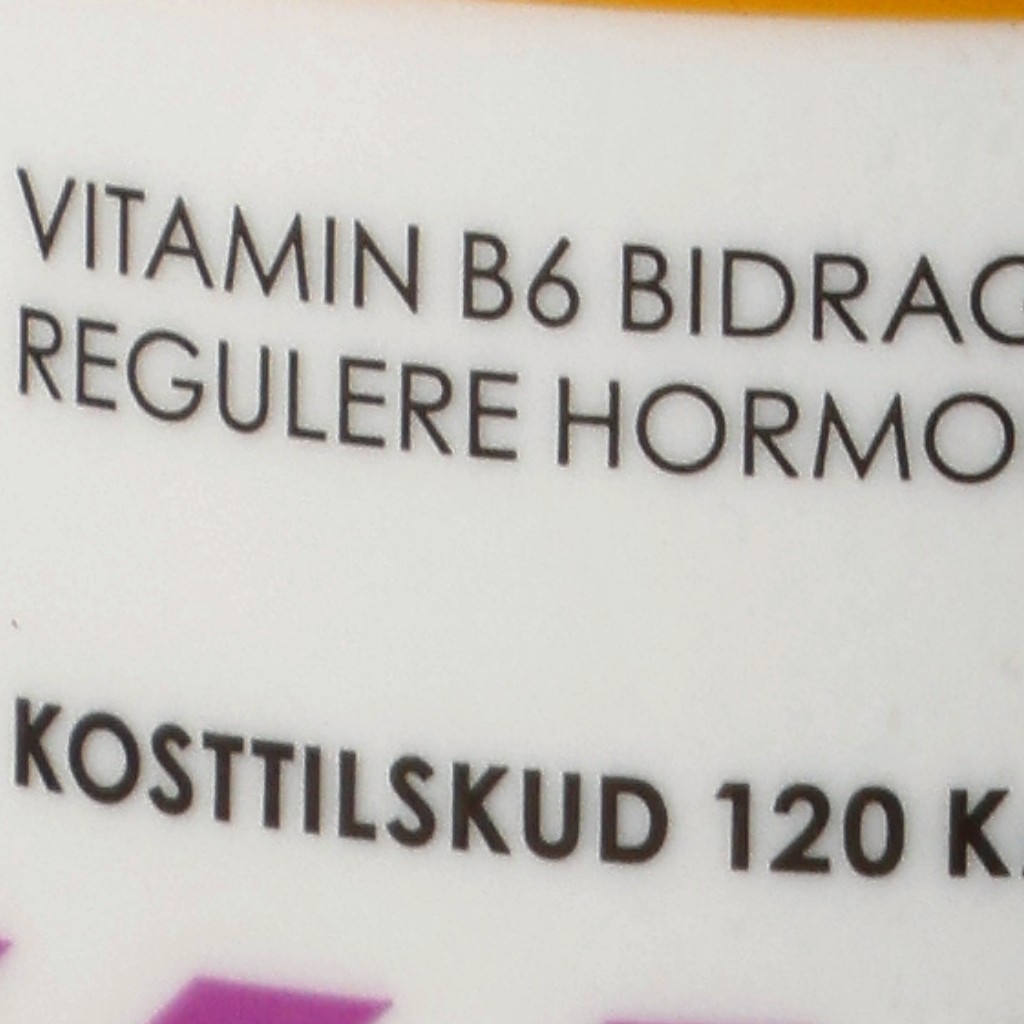 VITAMIN B6 BIDRAG
REGULERE HORMO
KOSTTILSKUD 120 K